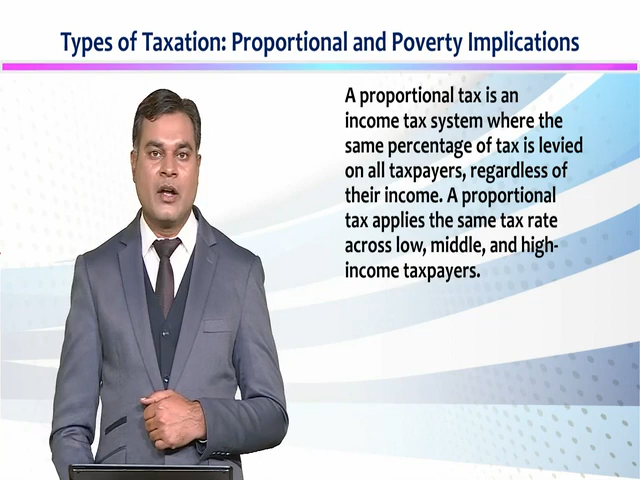 Types of Taxation: Proportional and Poverty Implications
A proportional tax is an
income tax system where the
same percentage of tax is levied
on all taxpayers, regardless of
their income. A proportional
tax applies the same tax rate
across low, middle, and high-
income taxpayers.